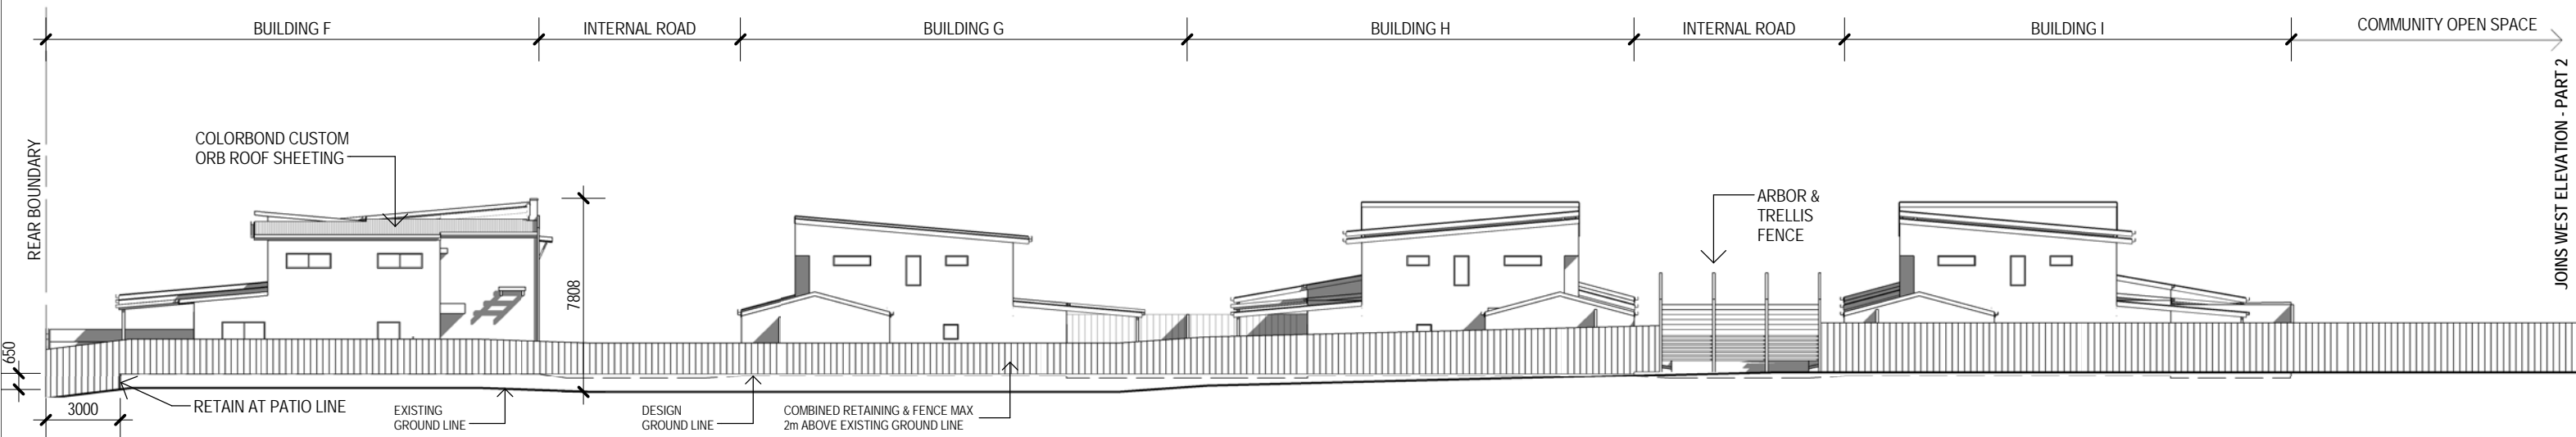 BUILDING F
INTERNAL ROAD
BUILDING G
BUILDING H
INTERNAL ROAD
BUILDING I
COMMUNITY OPEN SPACE
REAR BOUNDARY
COLORBOND CUSTOM
ORB ROOF SHEETING
7808
ARBOR &
TRELLIS
FENCE
JOINS WEST ELEVATION - PART 2
650
3000
RETAIN AT PATIO LINE
EXISTING
GROUND LINE
DESIGN
GROUND LINE
COMBINED RETAINING & FENCE MAX
2m ABOVE EXISTING GROUND LINE